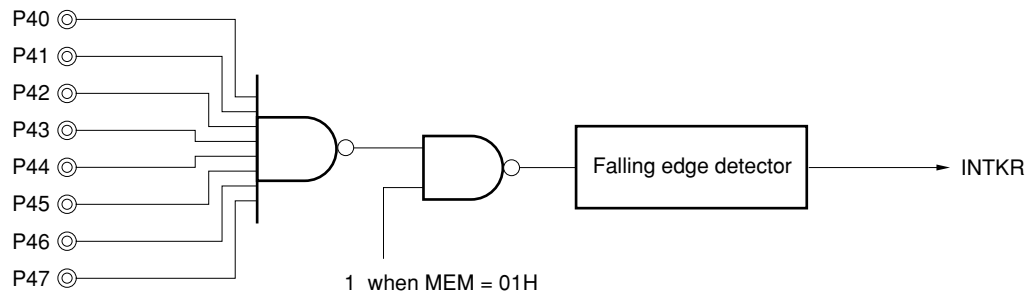 P40
P41
P42
P43
P44
P45
P46
P47
Falling edge detector
INTKR
1 when MEM = 01H